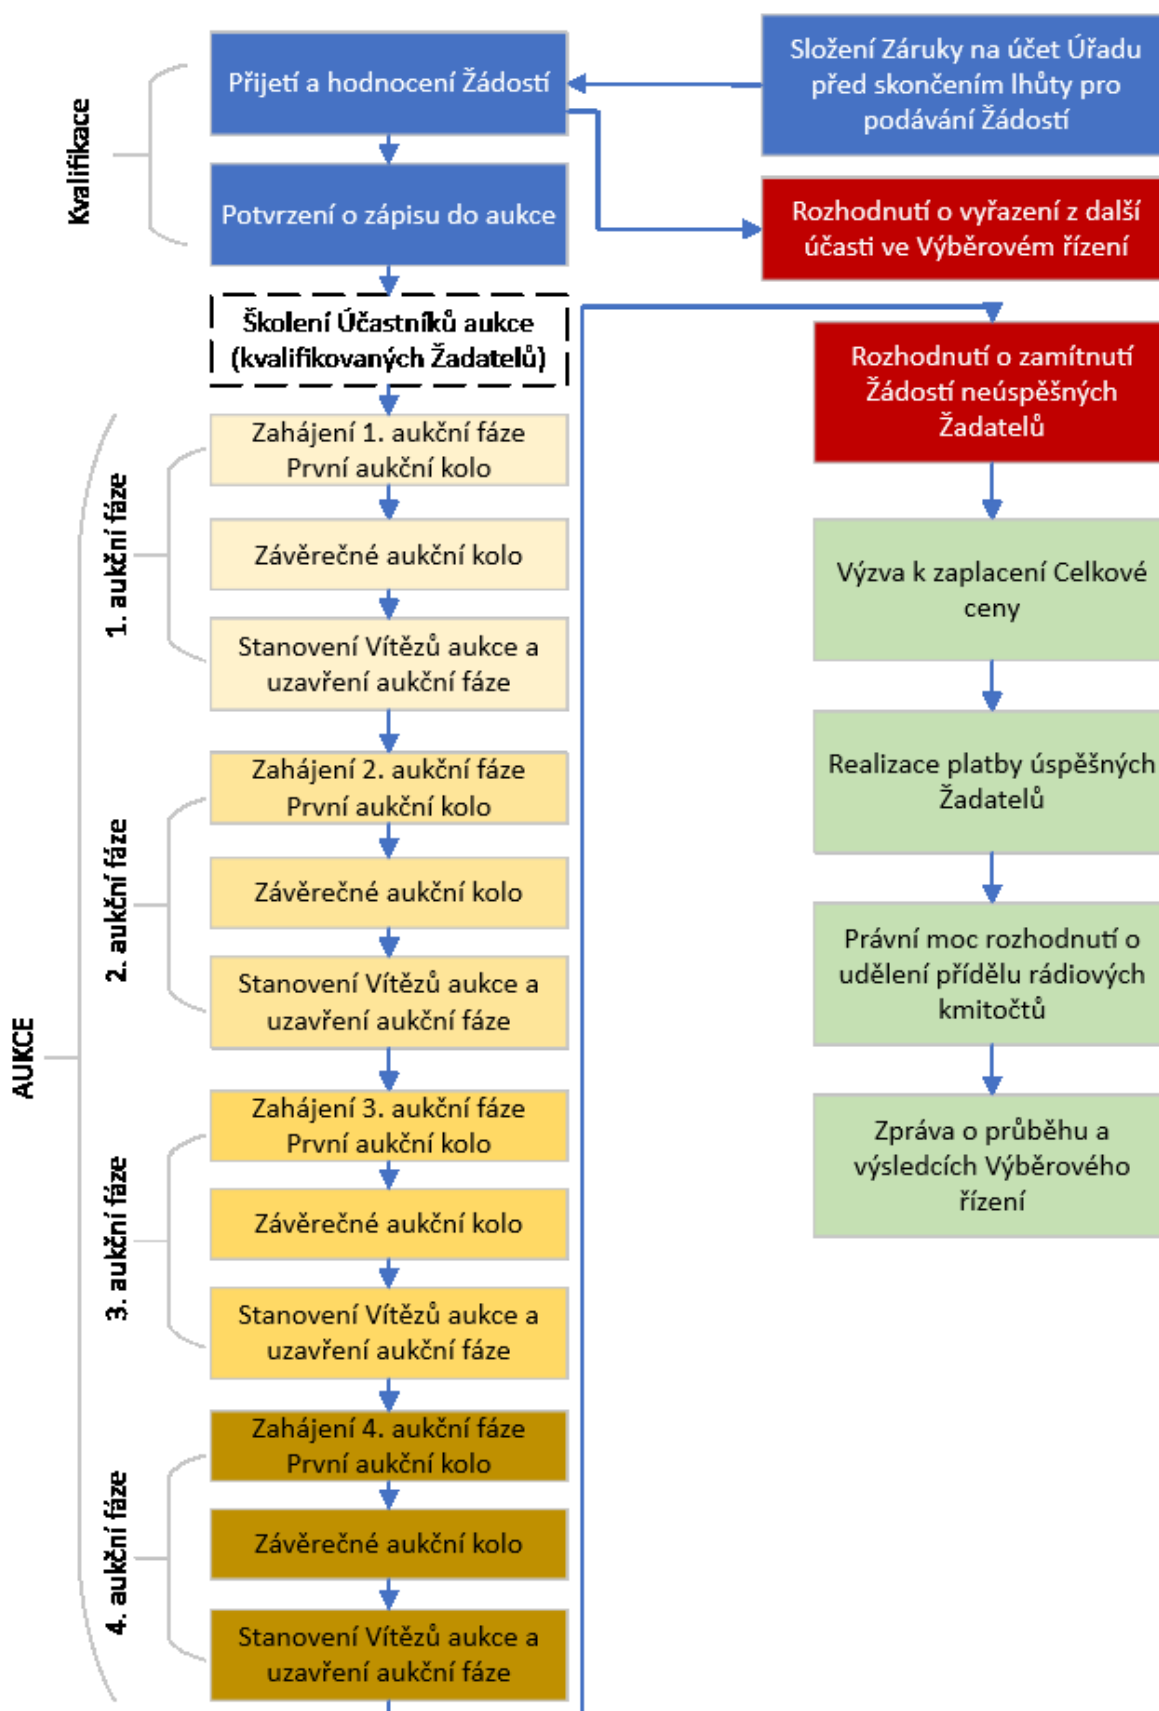 Kvalifikace
Přijetí a hodnocení Žádostí
Složení Záruky na účet Úřadu
před skončením lhůty pro
podávání Žádostí
Potvrzení o zápisu do aukce
Rozhodnutí o vyřazení z další
účasti ve Výběrovém řízení
Školení Účastníků aukce
(kvalifikovaných Žadatelů)
AUKCE
1. aukční fáze
Zahájení 1. aukční fáze
První aukční kolo
Závěrečné aukční kolo
Stanovení Vítězů aukce a
uzavření aukční fáze
2. aukční fáze
Zahájení 2. aukční fáze
První aukční kolo
Závěrečné aukční kolo
Stanovení Vítězů aukce a
uzavření aukční fáze
3. aukční fáze
Zahájení 3. aukční fáze
První aukční kolo
Závěrečné aukční kolo
Stanovení Vítězů aukce a
uzavření aukční fáze
4. aukční fáze
Zahájení 4. aukční fáze
První aukční kolo
Závěrečné aukční kolo
Stanovení Vítězů aukce a
uzavření aukční fáze
Rozhodnutí o zamítnutí
Žádostí neúspěšných
Žadatelů
Výzva k zaplacení Celkové
ceny
Realizace platby úspěšných
Žadatelů
Právní moc rozhodnutí o
udělení přídělu rádiových
kmitočtů
Zpráva o průběhu a
výsledcích Výběrového
řízení